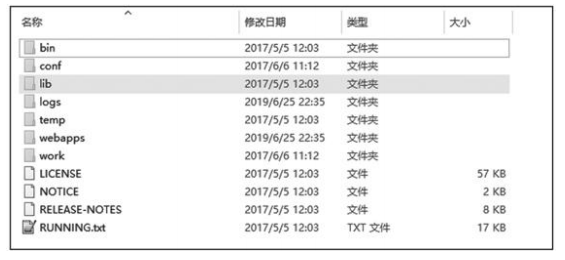 名称 修改日期 类型 大小
bin 2017/5/5 12:03 文件夹
conf 2017/6/6 11:12 文件夹
lib 2017/5/5 12:03 文件夹
logs 2019/6/25 22:35 文件夹
temp 2017/5/5 12:03 文件夹
webapps 2019/6/25 22:35 文件夹
work 2017/6/6 11:12 文件夹
LICENSE 2017/5/5 12:03 文件 57 KB
NOTICE 2017/5/5 12:03 文件 2 KB
RELEASE-NOTES 2017/5/5 12:03 文件 8 KB
RUNNING.txt 2017/5/5 12:03 TXT 文件 17 KB